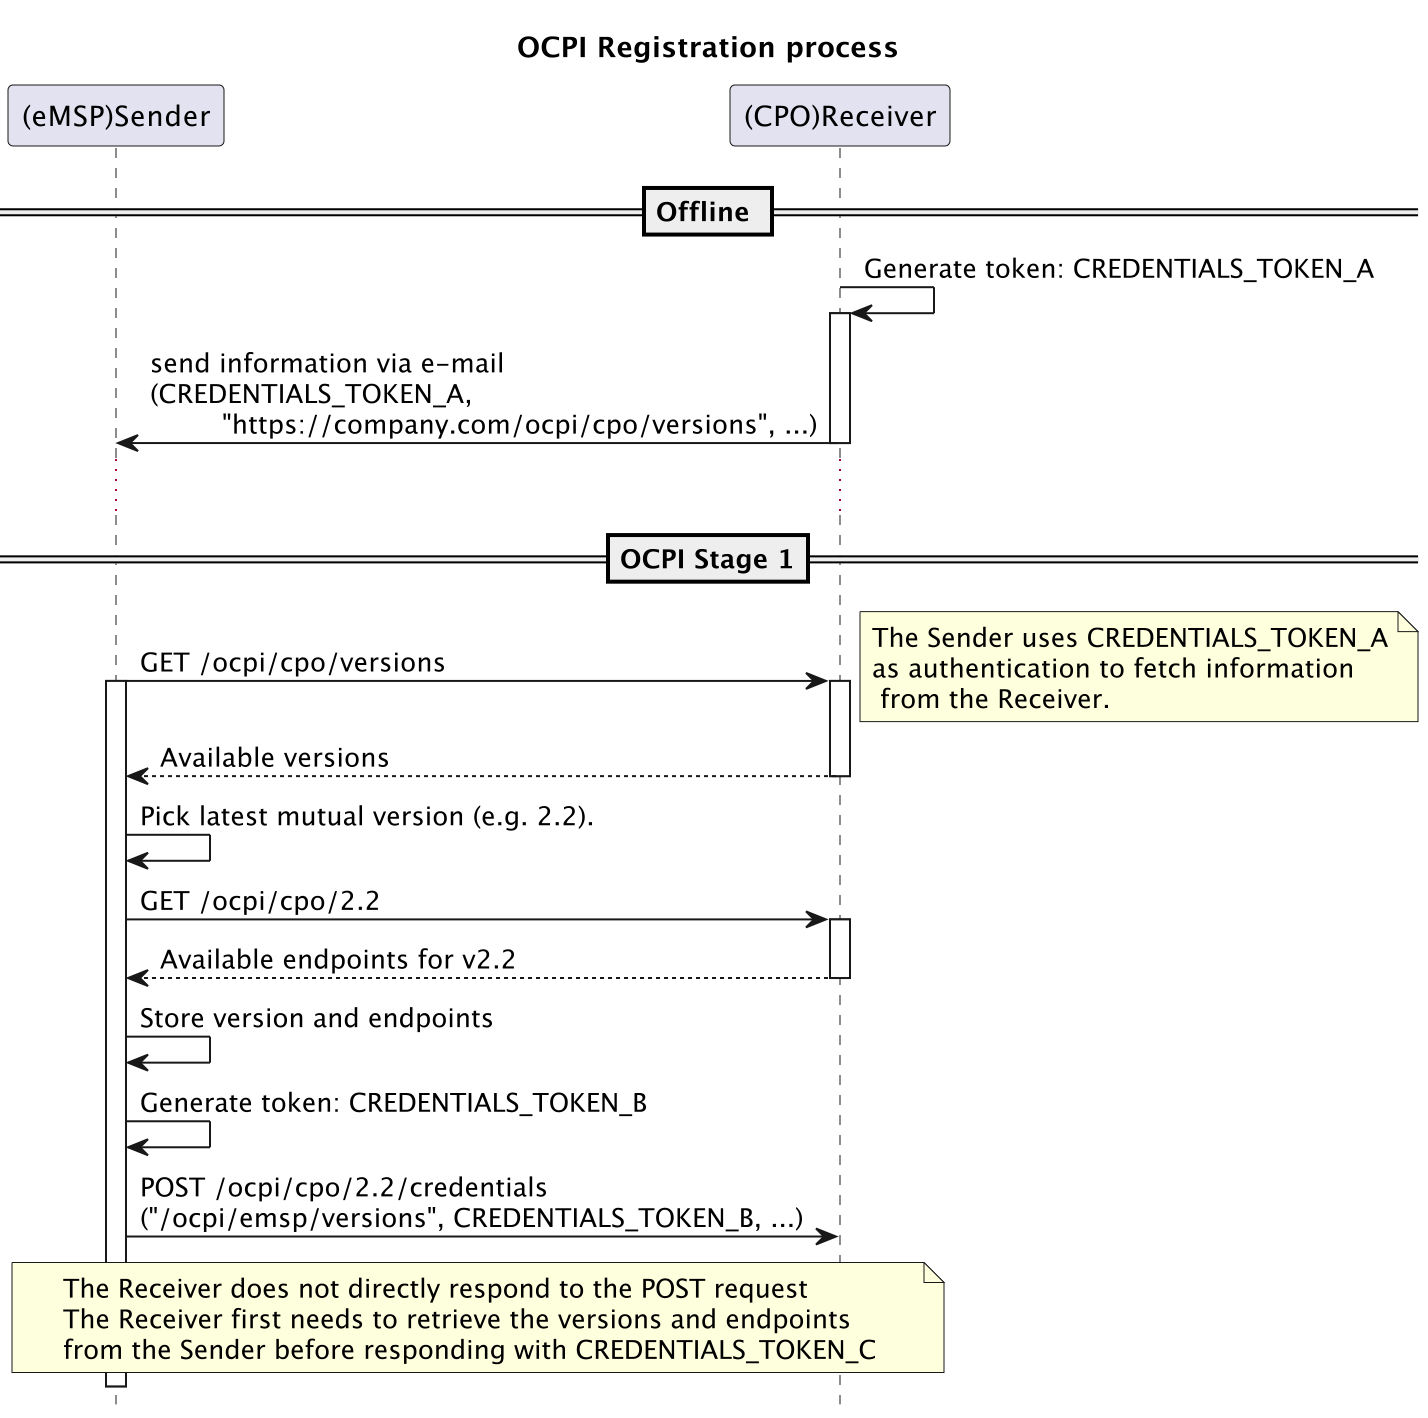 OCPI Registration process
(eMSP)Sender
(CPO)Receiver
Offline
Generate token: CREDENTIALS_TOKEN_A
send information via e-mail
(CREDENTIALS_TOKEN_A,
"https://company.com/ocpi/cpo/versions", ...)
OCPI Stage 1
The Sender uses CREDENTIALS_TOKEN_A
as authentication to fetch information
from the Receiver.
GET /ocpi/cpo/versions
Available versions
Pick latest mutual version (e.g. 2.2).
GET /ocpi/cpo/2.2
Available endpoints for v2.2
Store version and endpoints
Generate token: CREDENTIALS_TOKEN_B
POST /ocpi/cpo/2.2/credentials
("/ocpi/emsp/versions", CREDENTIALS_TOKEN_B, ...)
The Receiver does not directly respond to the POST request
The Receiver first needs to retrieve the versions and endpoints
from the Sender before responding with CREDENTIALS_TOKEN_C